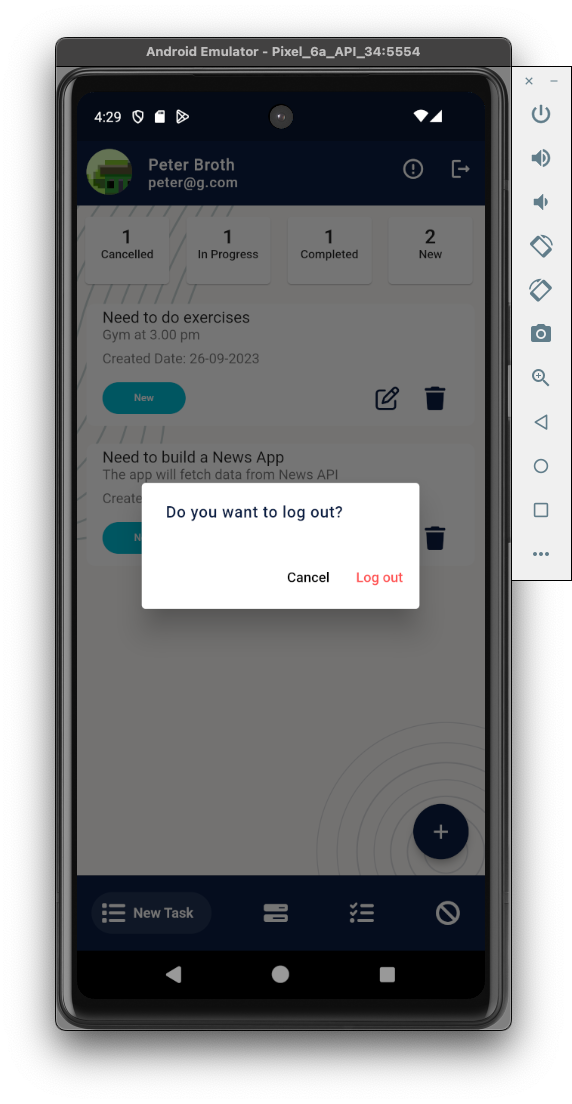 Android Emulator - Pixel_6a_API_34:5554
4:29
Peter Broth
peter@g.com
1 1 1 2
Cancelled In Progress Completed New
Need to do exercises
Gym at 3.00 pm
Created Date: 26-09-2023
New
Need to build a News App
The app will fetch data from News API
Do you want to log out?
Cancel Log out
New Task